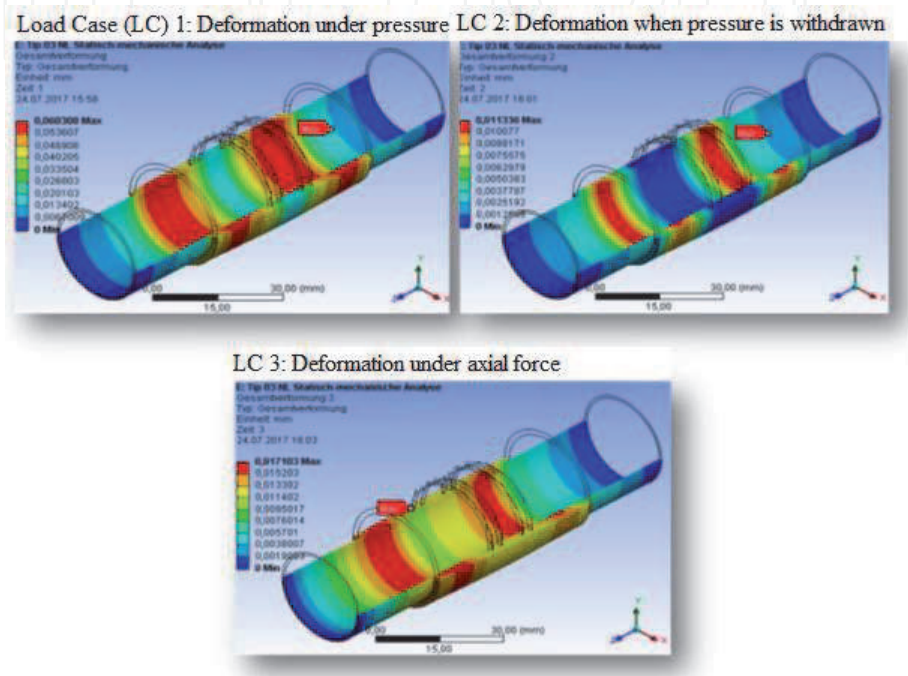 Load Case (LC) 1: Deformation under pressure
E: Tip 03 NL Statisch-mechanische Analyse
Gesamtverformung
Typ: Gesamtverformung
Einheit: mm
Zeit: 1
24.07.2017 15:58
0,060308 Max
0,053607
0,046906
0,040205
0,033504
0,026803
0,020103
0,013402
0 Min
30,00 (mm)
15,00
LC 2: Deformation when pressure is withdrawn
E: Tip 03 NL Statisch-mechanische Analyse
Gesamtverformung 2
Typ: Gesamtverformung
Einheit: mm
Zeit: 2
24.07.2017 16:01
0,011336 Max
0,010077
0,0088171
0,0075575
0,0062979
0,0050383
0,0037787
0,0025192
0 Min
0,00
30,00 (mm)
15,00
LC 3: Deformation under axial force
E: Tip 03 NL Statisch-mechanische Analyse
Gesamtverformung 3
Typ: Gesamtverformung
Einheit: mm
Zeit: 3
24.07.2017 16:03
0,017103 Max
0,015203
0,013302
0,011402
0,0095017
0,0076014
0,005701
0,0038007
0,0019003
0 Min
0,00
30,00 (mm)
15,00